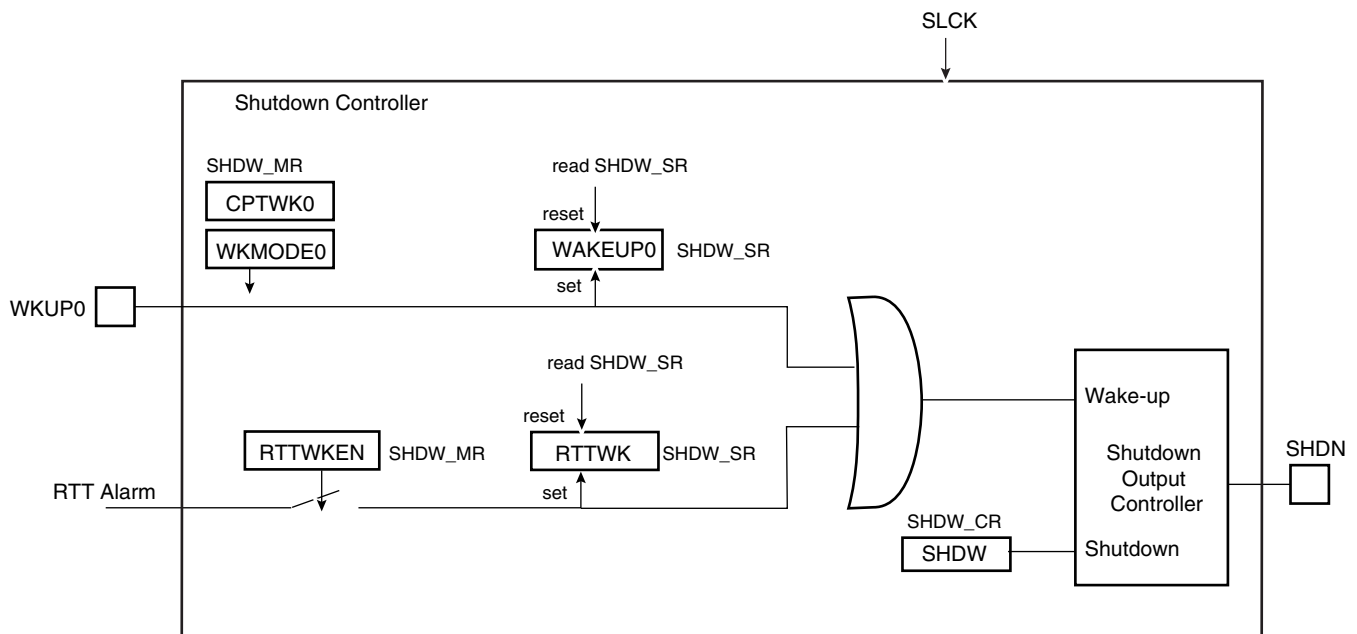 SLCK
Shutdown Controller
SHDW_MR
CPTWK0
WKMODE0
read SHDW_SR
reset
WAKEUP0
SHDW_SR
set
WKUP0
read SHDW_SR
reset
RTTWKEN
SHDW_MR
RTTWK
SHDW_SR
set
RTT Alarm
Wake-up
Shutdown
Output
Controller
SHDN
SHDW_CR
SHDW
Shutdown